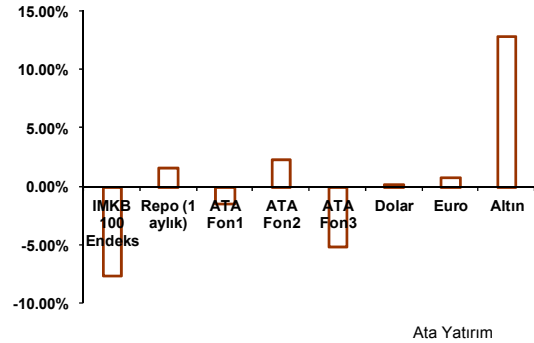 15.00%
10.00%
5.00%
0.00%
-5.00%
-10.00%
IMKB
100
Endeks
Repo (1
aylık)
ATA
Fon1
ATA
Fon2
ATA
Fon3
Dolar
Euro
Altın
Ata Yatırım